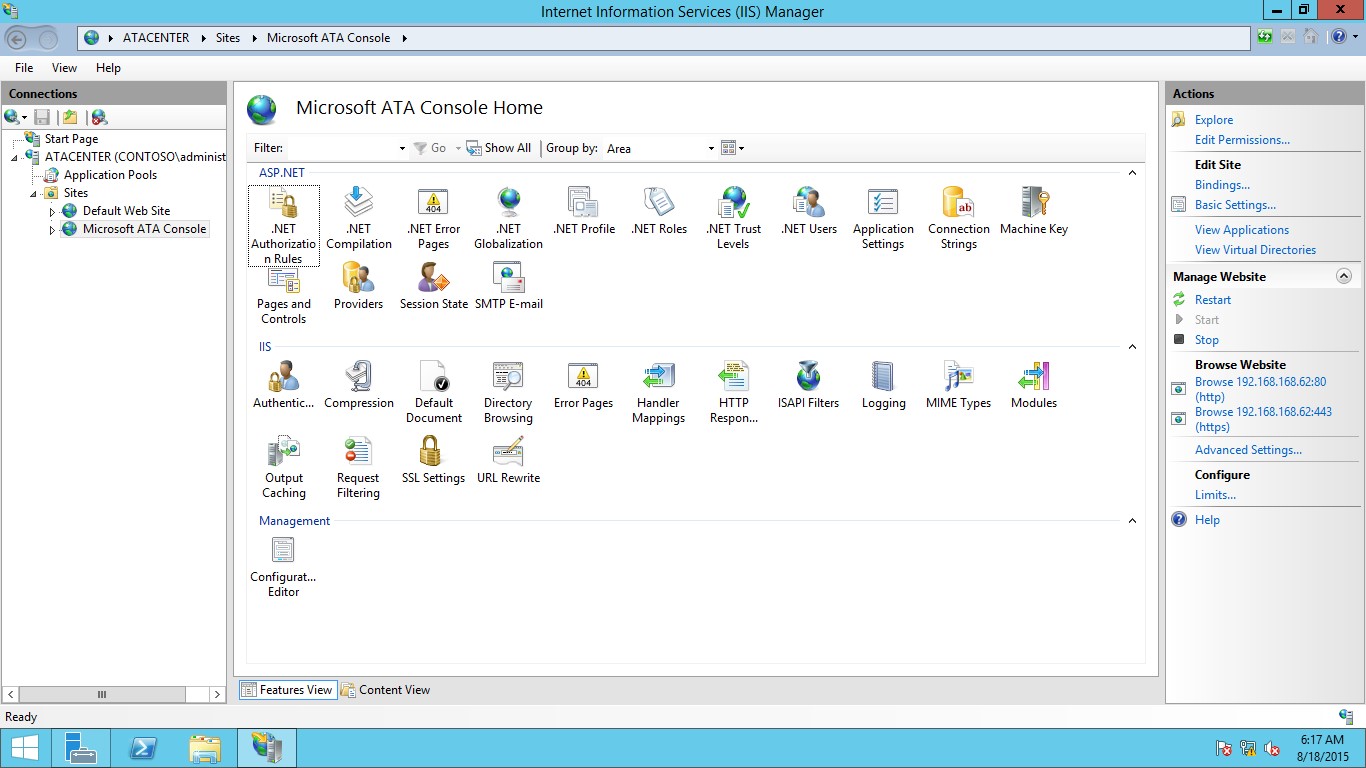 Internet Information Services (IIS) Manager
ATACENTER
Sites
Microsoft ATA Console
File View Help
Connections
Start Page
ATACENTER (CONTOSO\administ
Application Pools
Sites
Default Web Site
Microsoft ATA Console
Microsoft ATA Console Home
Filter:
Go
Show All
Group by: Area
ASP.NET
.NET
Authorizatio
n Rules
.NET
Compilation
.NET Error
Pages
.NET
Globalization
.NET Profile
.NET Roles
.NET Trust
Levels
.NET Users
Application
Settings
Connection
Strings
Machine Key
Pages and
Controls
Providers
Session State
SMTP E-mail
IIS
Authentic...
Compression
Default
Document
Directory
Browsing
Error Pages
Handler
Mappings
HTTP
Respon...
ISAPI Filters
Logging
MIME Types
Modules
Output
Caching
Request
Filtering
SSL Settings
URL Rewrite
Management
Configurat...
Editor
Features View
Content View
Actions
Explore
Edit Permissions...
Edit Site
Bindings...
Basic Settings...
View Applications
View Virtual Directories
Manage Website
Restart
Start
Stop
Browse Website
Browse 192.168.168.62:80
(http)
Browse 192.168.168.62:443
(https)
Advanced Settings...
Configure
Limits...
Help
Ready
6:17 AM
8/18/2015